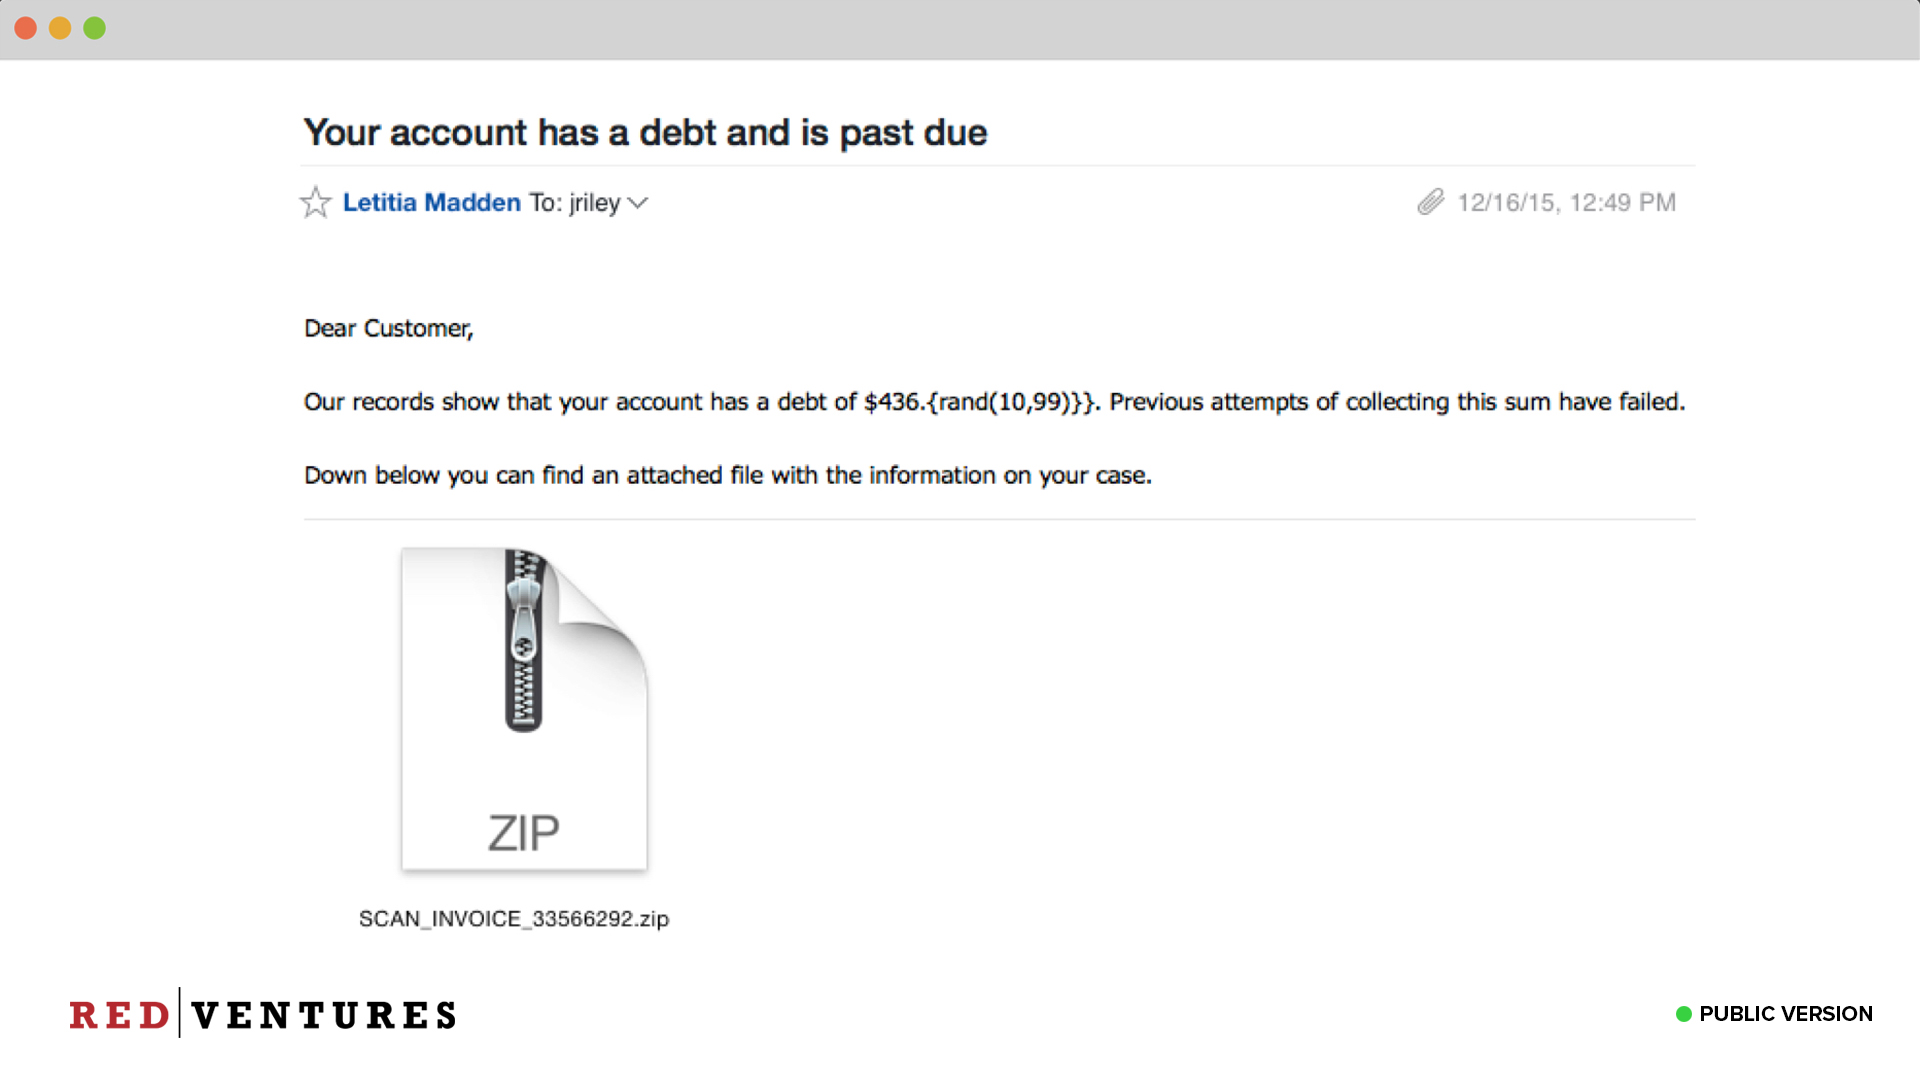 Your account has a debt and is past due
Letitia Madden To: jriley
12/16/15, 12:49 PM
Dear Customer,
Our records show that your account has a debt of $436.{rand(10,99)}}. Previous attempts of collecting this sum have failed.
Down below you can find an attached file with the information on your case.
ZIP
SCAN_INVOICE_33566292.zip
RED VENTURES
PUBLIC VERSION